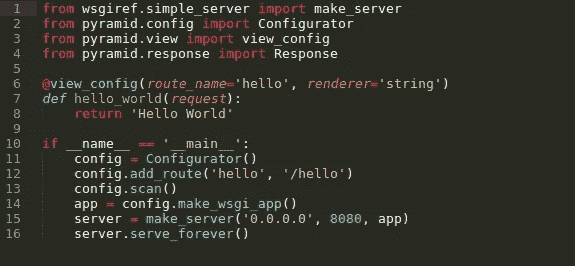 1 from wsgiref.simple_server import make_server
2 from pyramid.config import Configurator
3 from pyramid.view import view_config
4 from pyramid.response import Response
5
6 @view_config(route_name='hello', renderer='string')
7 def hello_world(request):
8     return 'Hello World'
9
10 if __name__ == '__main__':
11     config = Configurator()
12     config.add_route('hello', '/hello')
13     config.scan()
14     app = config.make_wsgi_app()
15     server = make_server('0.0.0.0', 8080, app)
16     server.serve_forever()